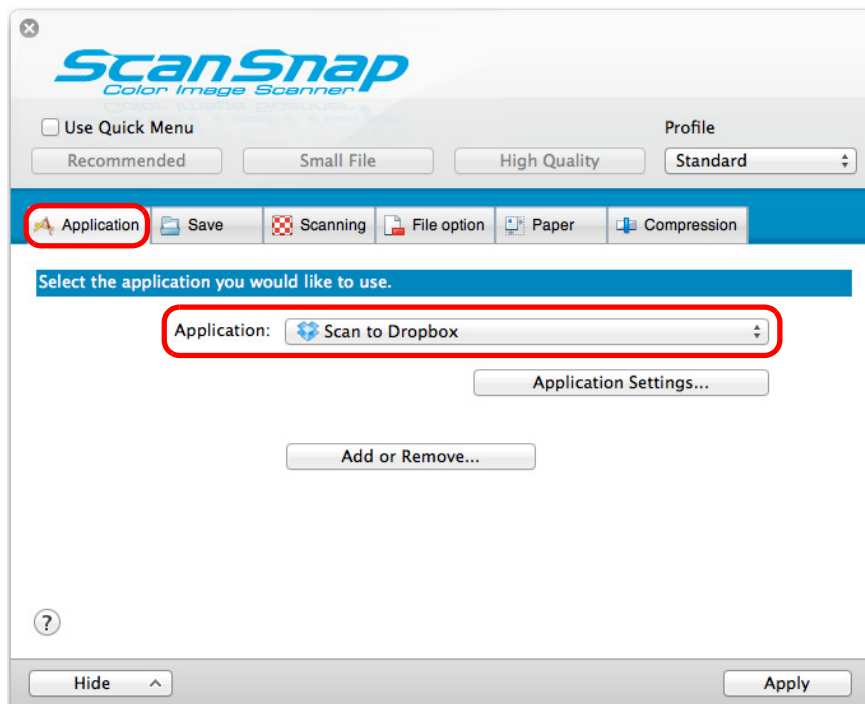 ScanSnap
Color Image Scanner
Use Quick Menu
Profile
Recommended Small File High Quality Standard
Application Save Scanning File option Paper Compression
Select the application you would like to use.
Application: Scan to Dropbox
Application Settings...
Add or Remove...
?
Hide Apply